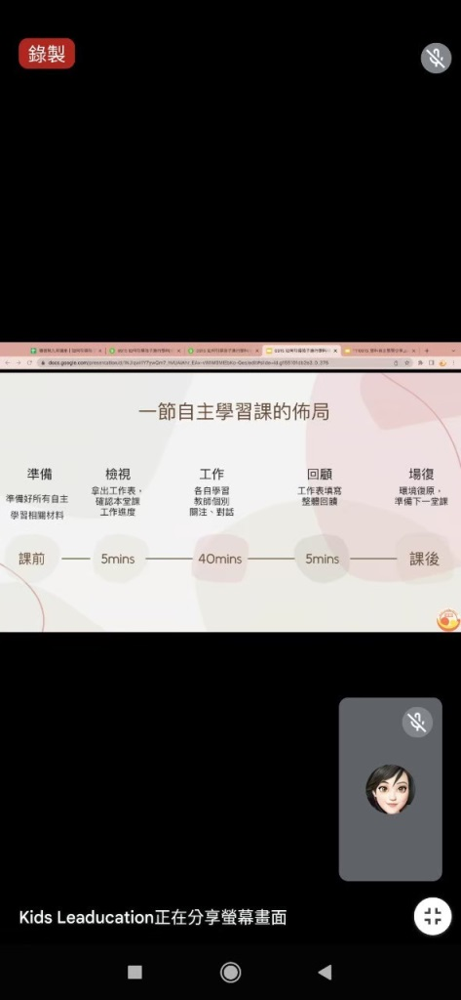 錄製
一節自主學習課的佈局
準備
準備好所有自主
學習相關材料
檢視
拿出工作表，
確認本堂課
工作進度
工作
各自學習
教師個別
關注、對話
回顧
工作表填寫
整體回饋
場復
環境復原，
準備下一堂課
課前
5mins
40mins
5mins
課後
Kids Leaducation正在分享螢幕畫面